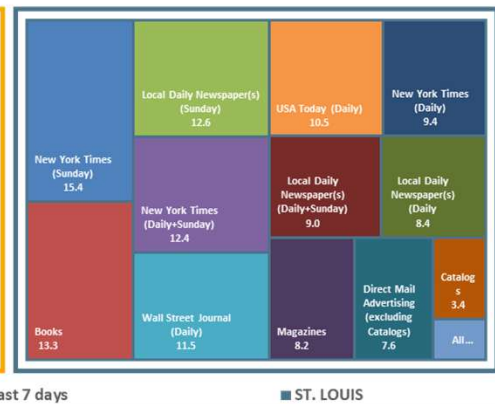 New York Times
(Sunday)
15.4
Books
13.3
Local Daily Newspaper(s)
(Sunday)
12.6
New York Times
(Daily+Sunday)
12.4
Wall Street Journal
(Daily)
11.5
USA Today (Daily)
10.5
New York Times
(Daily)
9.4
Local Daily
Newspaper(s)
(Daily+Sunday)
9.0
Local Daily
Newspaper(s)
(Daily
8.4
Magazines
8.2
Direct Mail
Advertising
(excluding
Catalogs)
7.6
Catalog
s
3.4
All...
ast 7 days
ST. LOUIS